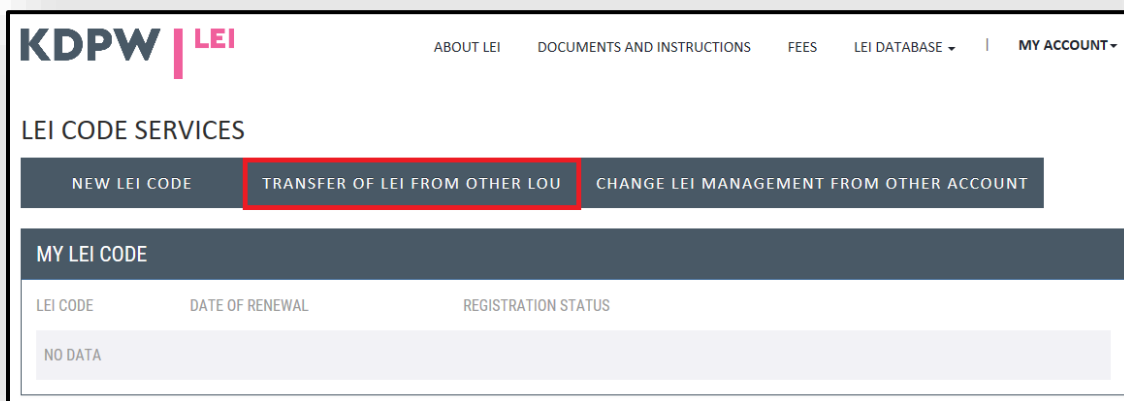 KDPW LEI
ABOUT LEI DOCUMENTS AND INSTRUCTIONS FEES LEI DATABASE | MY ACCOUNT
LEI CODE SERVICES
NEW LEI CODE TRANSFER OF LEI FROM OTHER LOU CHANGE LEI MANAGEMENT FROM OTHER ACCOUNT
MY LEI CODE
LEI CODE DATE OF RENEWAL REGISTRATION STATUS
NO DATA